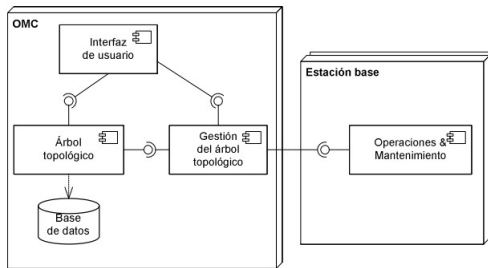 OMC
Interfaz
de usuario
Estación base
Árbol
topológico
Gestión
del árbol
topológico
Operaciones &
Mantenimiento
Base
de datos